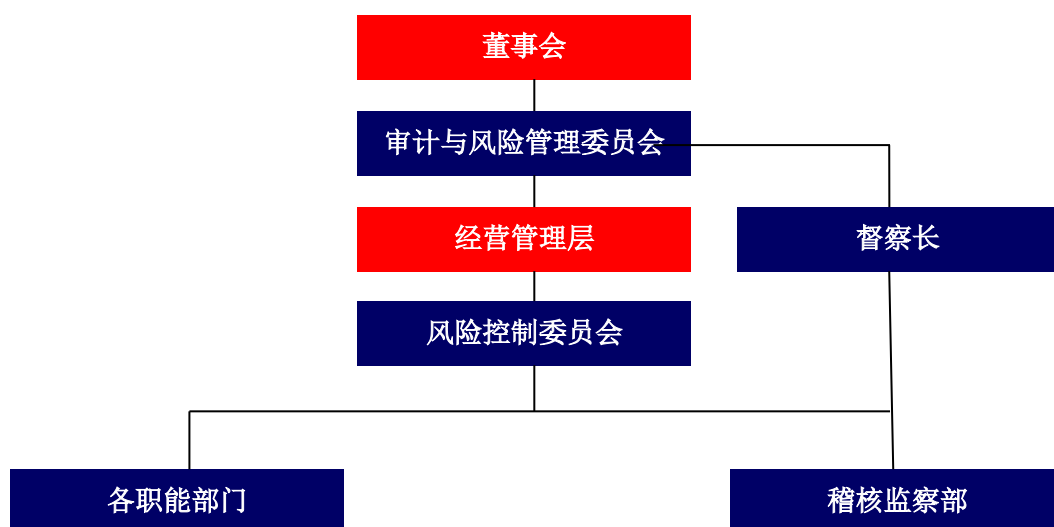 董事会
审计与风险管理委员会
经营管理层
督察长
风险控制委员会
各职能部门
稽核监察部